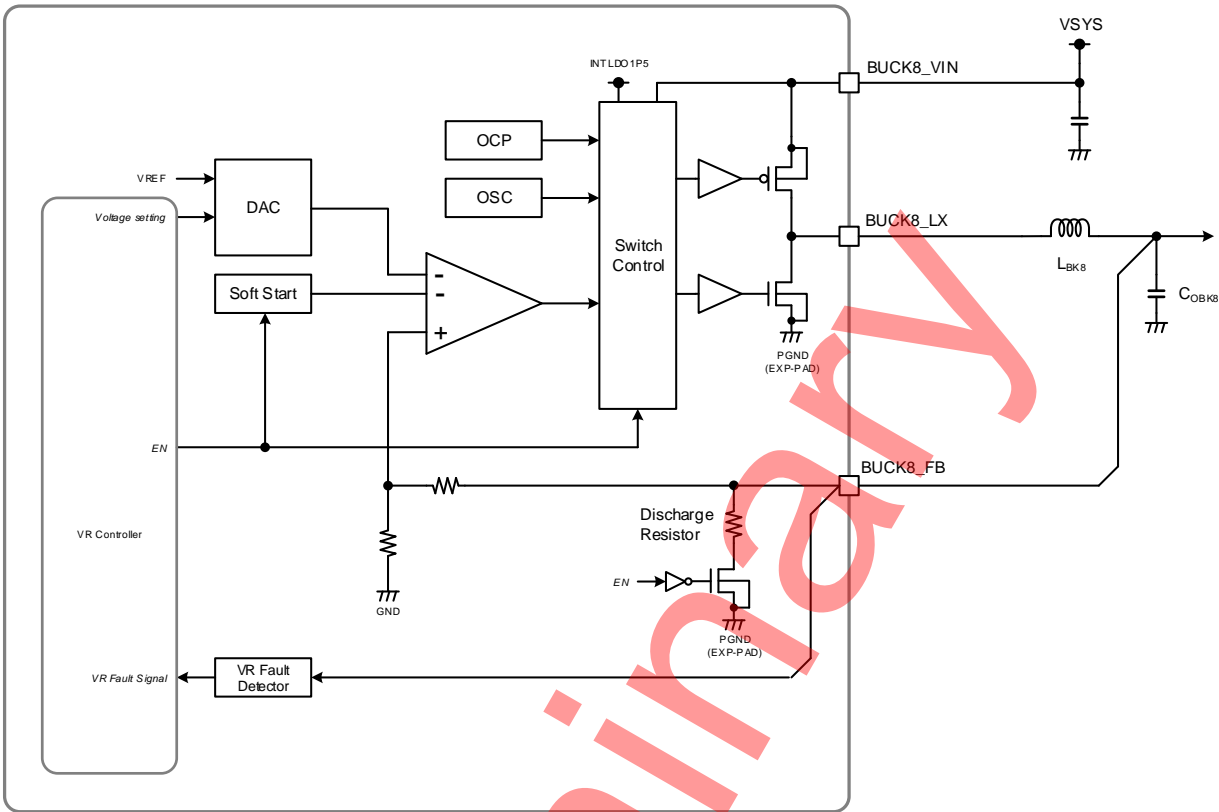 VSYS
BUCK8_VIN
INTLDO1P5
OCP
VREF
DAC
OSC
Voltage setting
BUCK8_LX
Switch
Control
LBK8
Soft Start
COBK8
-
-
+
PGND
(EXP-PAD)
EN
BUCK8_FB
Discharge
Resistor
VR Controller
EN
GND
PGND
(EXP-PAD)
VR Fault Signal
VR Fault
Detector